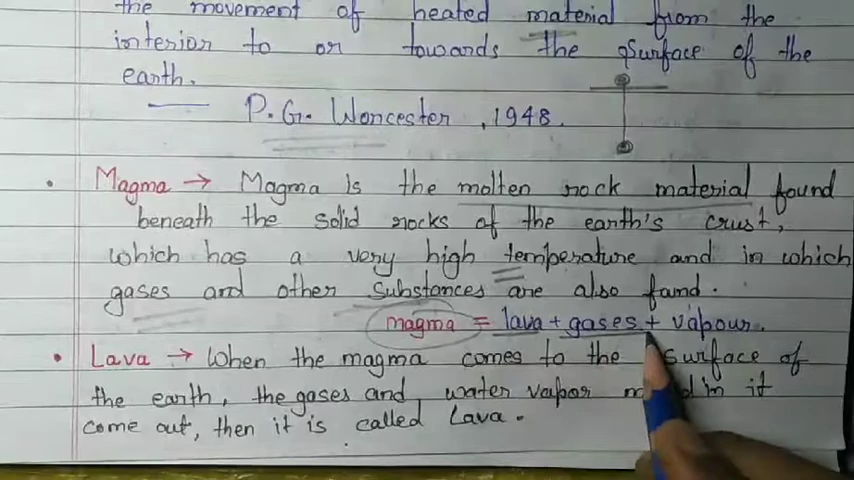 the movement of heated material from the
interior to or towards the surface of the
earth.
— P.G. Worcester, 1948.
• Magma → Magma is the molten rock material found
beneath the solid rocks of the earth's crust,
which has a very high temperature and in which
gases and other substances are also found.
magma = lava + gases + vapour.
• Lava → When the magma comes to the surface of
the earth, the gases and water vapor in it
come out, then it is called Lava.